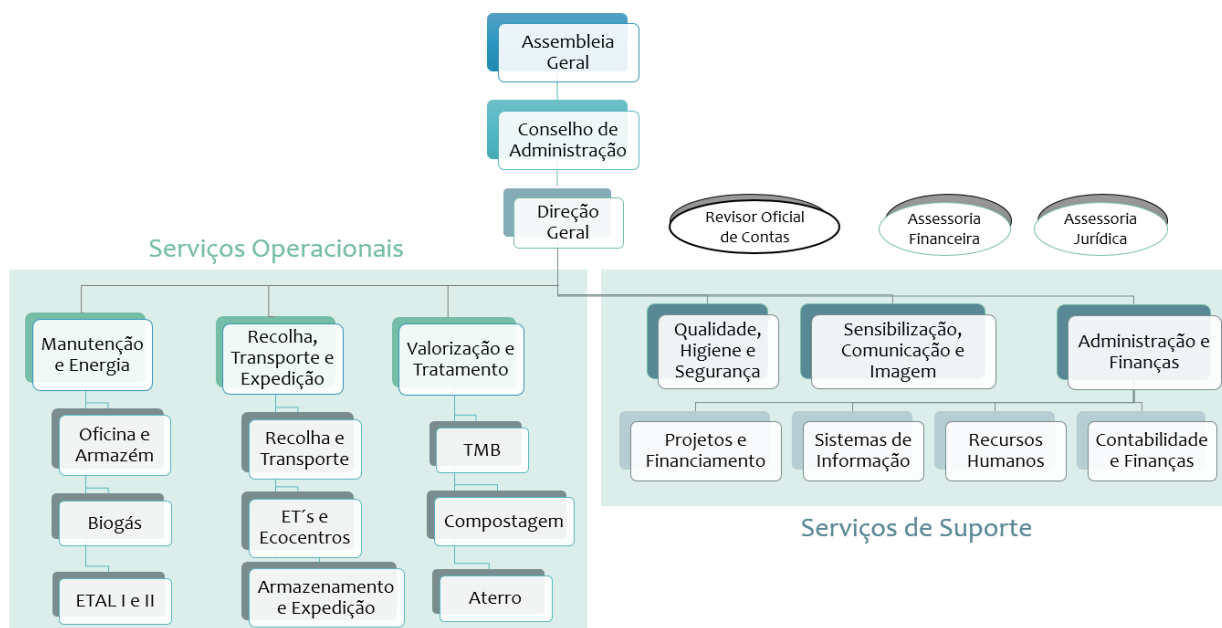 Assembleia
Geral
Conselho de
Administração
Direção
Geral
Revisor Oficial
de Contas
Assessoria
Financeira
Assessoria
Jurídica
Serviços Operacionais
Manutenção
e Energia
Recolha,
Transporte e
Expedição
Valorização e
Tratamento
Qualidade,
Higiene e
Segurança
Sensibilização,
Comunicação e
Imagem
Administração e
Finanças
Oficina e
Armazém
Recolha e
Transporte
TMB
Projetos e
Financiamento
Sistemas de
Informação
Recursos
Humanos
Contabilidade
e Finanças
Biogás
ET´s e
Ecocentros
Compostagem
Serviços de Suporte
ETAL I e II
Armazenamento
e Expedição
Aterro